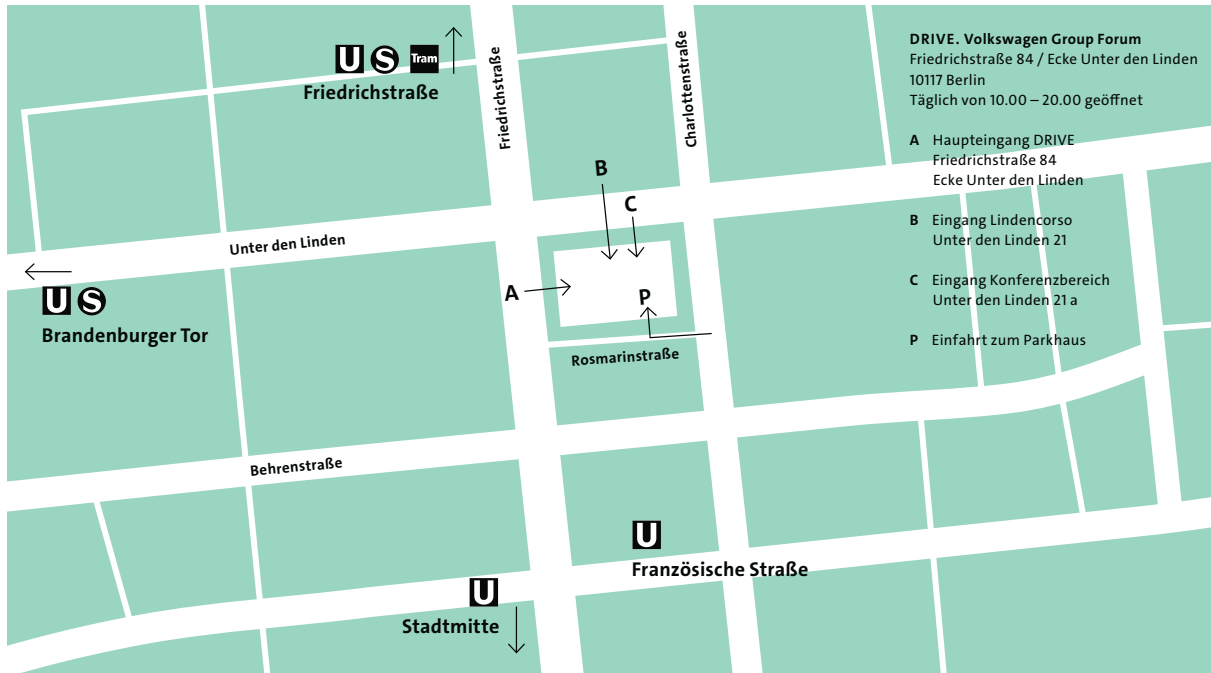 U S Tram
Friedrichstraße
Friedrichstraße
Charlottenstraße
DRIVE. Volkswagen Group Forum
Friedrichstraße 84 / Ecke Unter den Linden
10117 Berlin
Täglich von 10.00 – 20.00 geöffnet
A Haupteingang DRIVE
Friedrichstraße 84
Ecke Unter den Linden
B Eingang Lindencorso
Unter den Linden 21
C Eingang Konferenzbereich
Unter den Linden 21 a
P Einfahrt zum Parkhaus
B
C
Unter den Linden
A
P
U S
Brandenburger Tor
Rosmarinstraße
Behrenstraße
U
Französische Straße
U
Stadtmitte